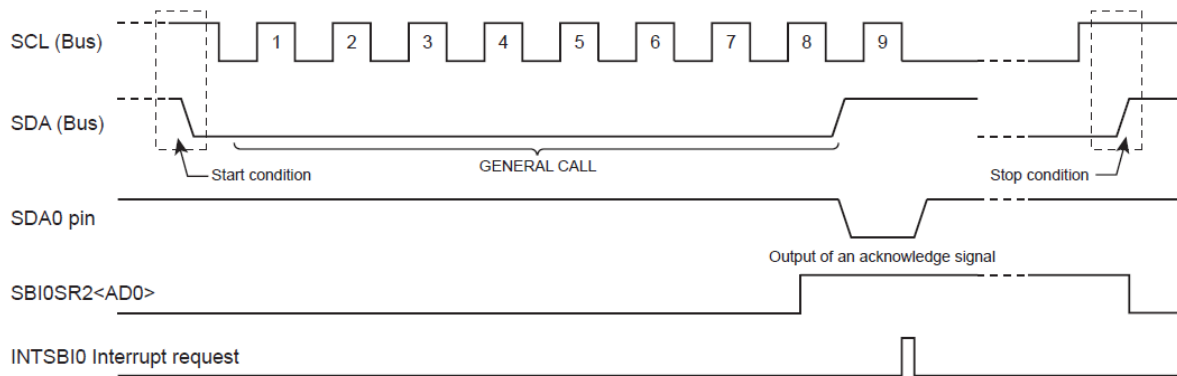 SCL (Bus)
1 2 3 4 5 6 7 8 9
SDA (Bus)
Start condition
GENERAL CALL
Stop condition
SDA0 pin
Output of an acknowledge signal
SBI0SR2<AD0>
INTSBI0 Interrupt request